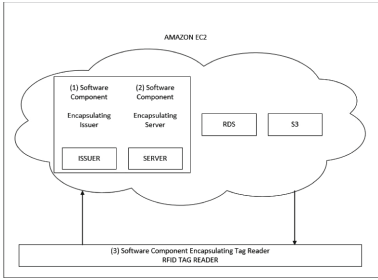 AMAZON EC2
(1) Software Component
Encapsulating Issuer
ISSUER
(2) Software Component
Encapsulating Server
SERVER
RDS
S3
(3) Software Component Encapsulating Tag Reader
RFID TAG READER